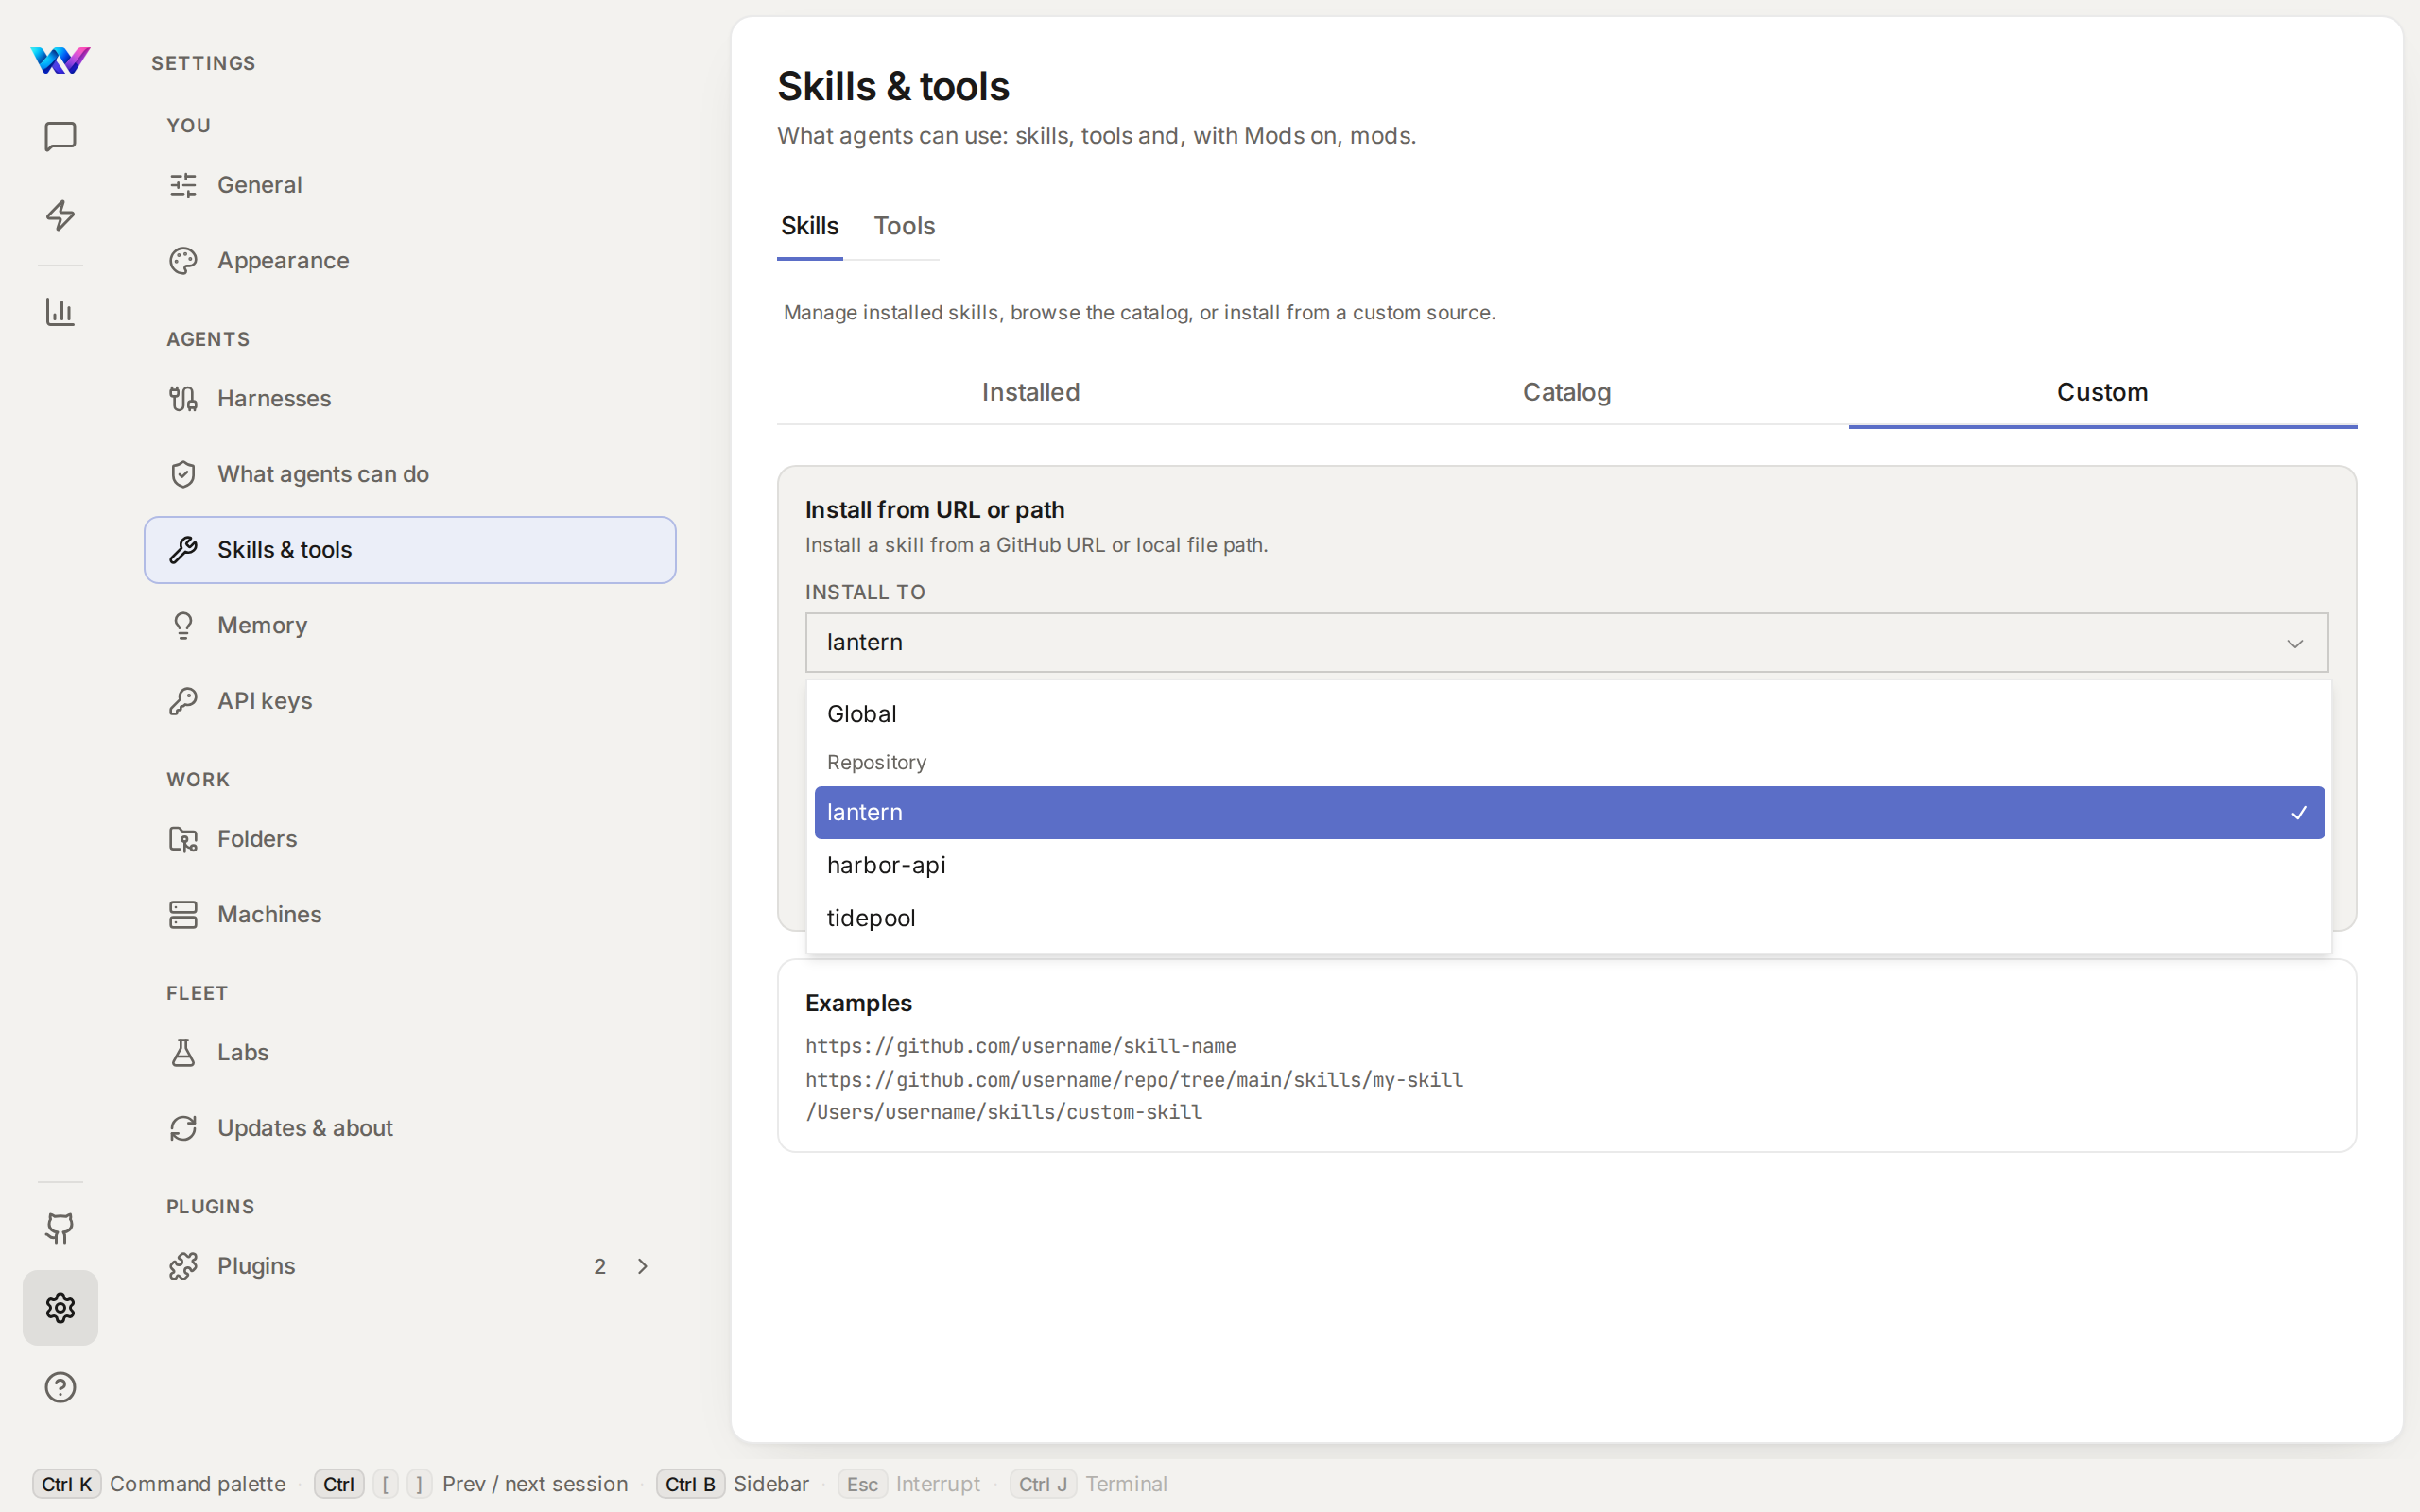 SETTINGS
YOU
General
Appearance
AGENTS
Harnesses
What agents can do
Skills & tools
Memory
API keys
WORK
Folders
Machines
FLEET
Labs
Updates & about
PLUGINS
Plugins 2
Skills & tools
What agents can use: skills, tools and, with Mods on, mods.
Skills Tools
Manage installed skills, browse the catalog, or install from a custom source.
Installed Catalog Custom
Install from URL or path
Install a skill from a GitHub URL or local file path.
INSTALL TO
lantern
Global
Repository
lantern
harbor-api
tidepool
Examples
https://github.com/username/skill-name
https://github.com/username/repo/tree/main/skills/my-skill
/Users/username/skills/custom-skill
Ctrl K Command palette · Ctrl [ ] Prev / next session · Ctrl B Sidebar · Esc Interrupt · Ctrl J Terminal